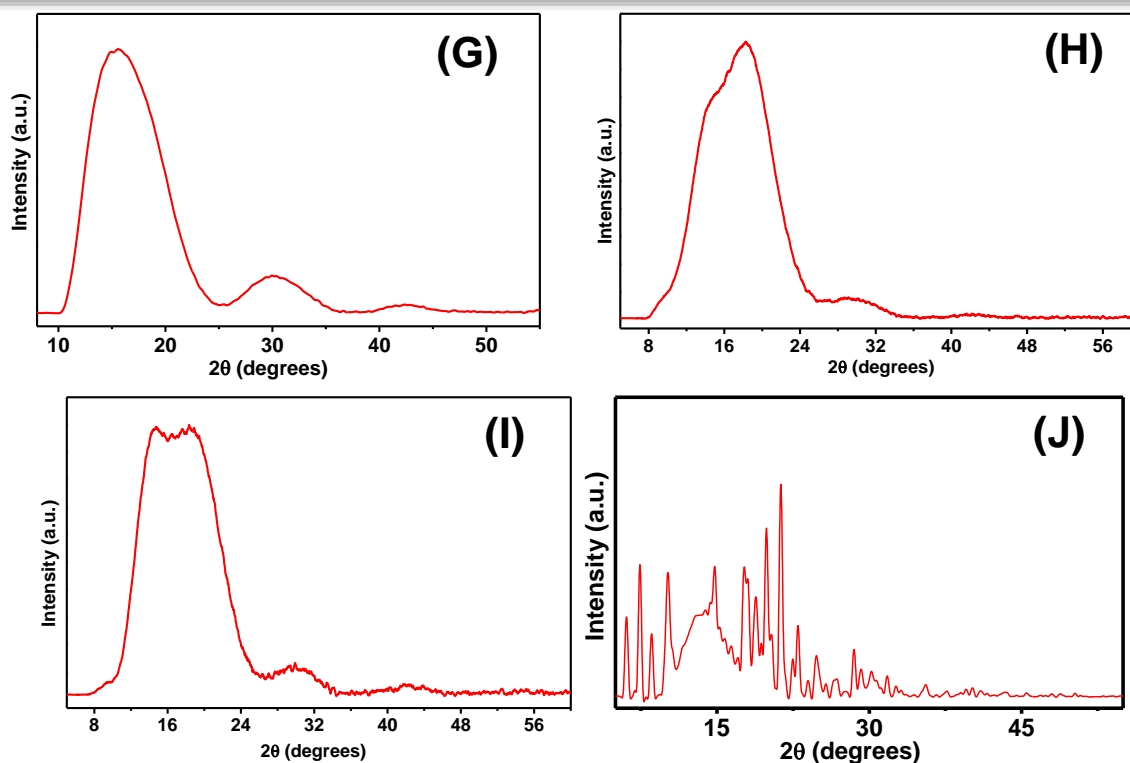 (G)
Intensity (a.u.)
10 20 30 40 50
2θ (degrees)
(H)
Intensity (a.u.)
8 16 24 32 40 48 56
2θ (degrees)
(I)
Intensity (a.u.)
8 16 24 32 40 48 56
2θ (degrees)
(J)
Intensity (a.u.)
15 30 45
2θ (degrees)